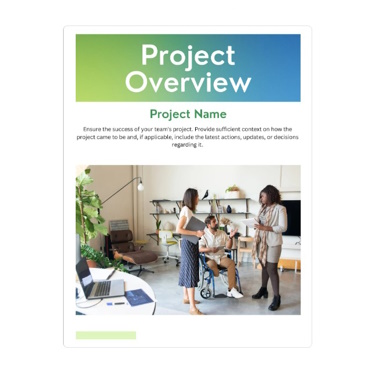 Project
Overview
Project Name
Ensure the success of your team's project. Provide sufficient context on how the
project came to be and, if applicable, include the latest actions, updates, or decisions
regarding it.